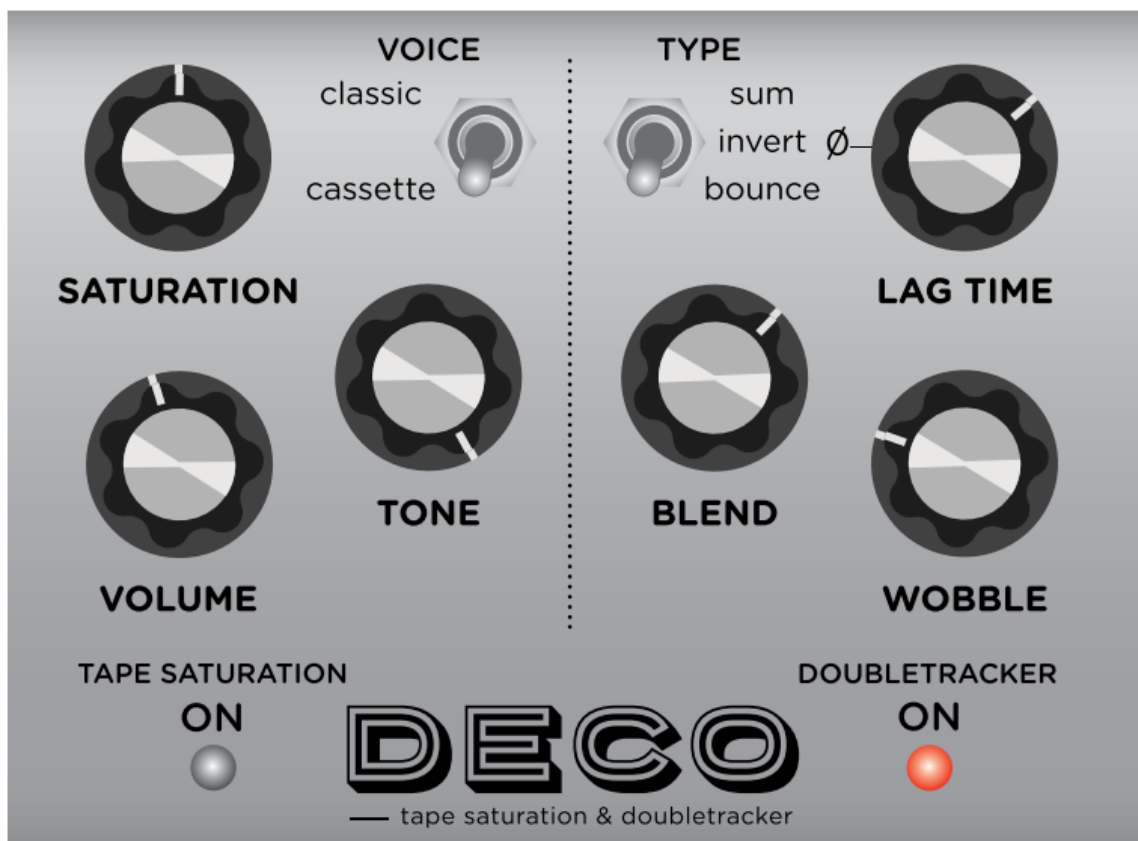 VOICE
classic
cassette
TYPE
sum
invert Ø
bounce
SATURATION
LAG TIME
TONE
BLEND
VOLUME
WOBBLE
TAPE SATURATION
ON
DOUBLETRACKER
ON
DECO
tape saturation & doubletracker